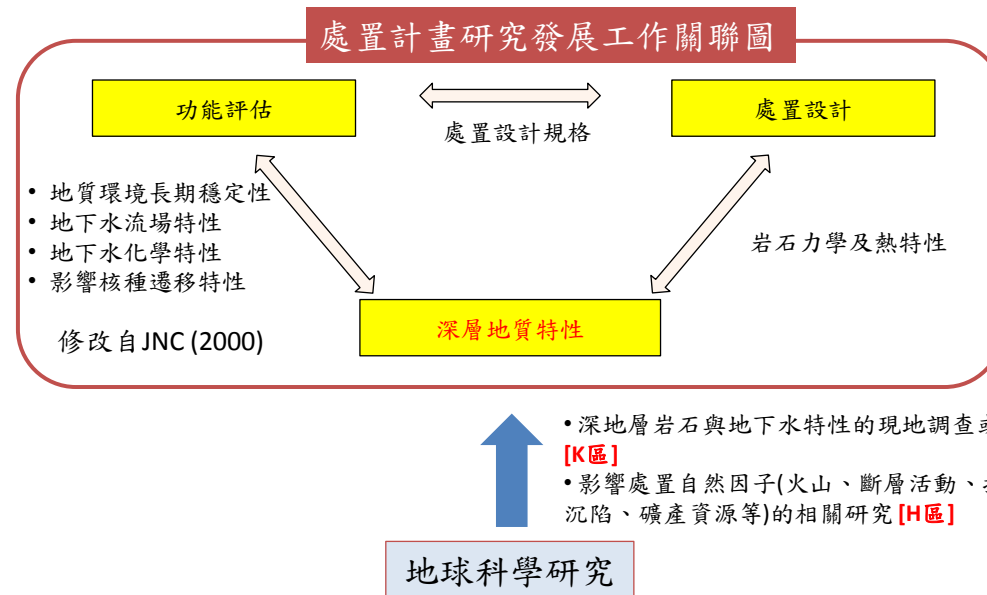 處置計畫研究發展工作關聯圖
功能評估
處置設計規格
處置設計
• 地質環境長期穩定性
• 地下水流場特性
• 地下水化學特性
• 影響核種遷移特性
岩石力學及熱特性
深層地質特性
修改自JNC (2000)
• 深地層岩石與地下水特性的現地調查
[K區]
• 影響處置自然因子(火山、斷層活動、
沉陷、礦產資源等)的相關研究 [H區]
地球科學研究